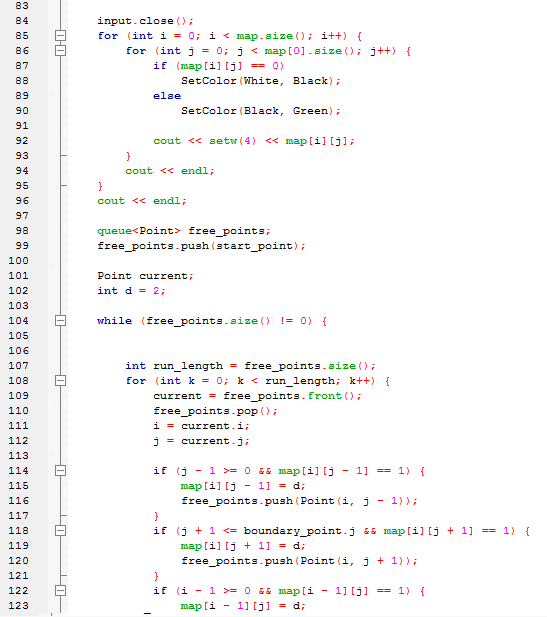 83
84 input.close();
85 for (int i = 0; i < map.size(); i++) {
86 for (int j = 0; j < map[0].size(); j++) {
87 if (map[i][j] == 0)
88 SetColor(White, Black);
89 else
90 SetColor(Black, Green);
91
92 cout << setw(4) << map[i][j];
93 }
94 cout << endl;
95 }
96 cout << endl;
97
98 queue<Point> free_points;
99 free_points.push(start_point);
100
101 Point current;
102 int d = 2;
103
104 while (free_points.size() != 0) {
105
106
107 int run_length = free_points.size();
108 for (int k = 0; k < run_length; k++) {
109 current = free_points.front();
110 free_points.pop();
111 i = current.i;
112 j = current.j;
113
114 if (j - 1 >= 0 && map[i][j - 1] == 1) {
115 map[i][j - 1] = d;
116 free_points.push(Point(i, j - 1));
117 }
118 if (j + 1 <= boundary_point.j && map[i][j + 1] == 1) {
119 map[i][j + 1] = d;
120 free_points.push(Point(i, j + 1));
121 }
122 if (i - 1 >= 0 && map[i - 1][j] == 1) {
123 map[i - 1][j] = d;